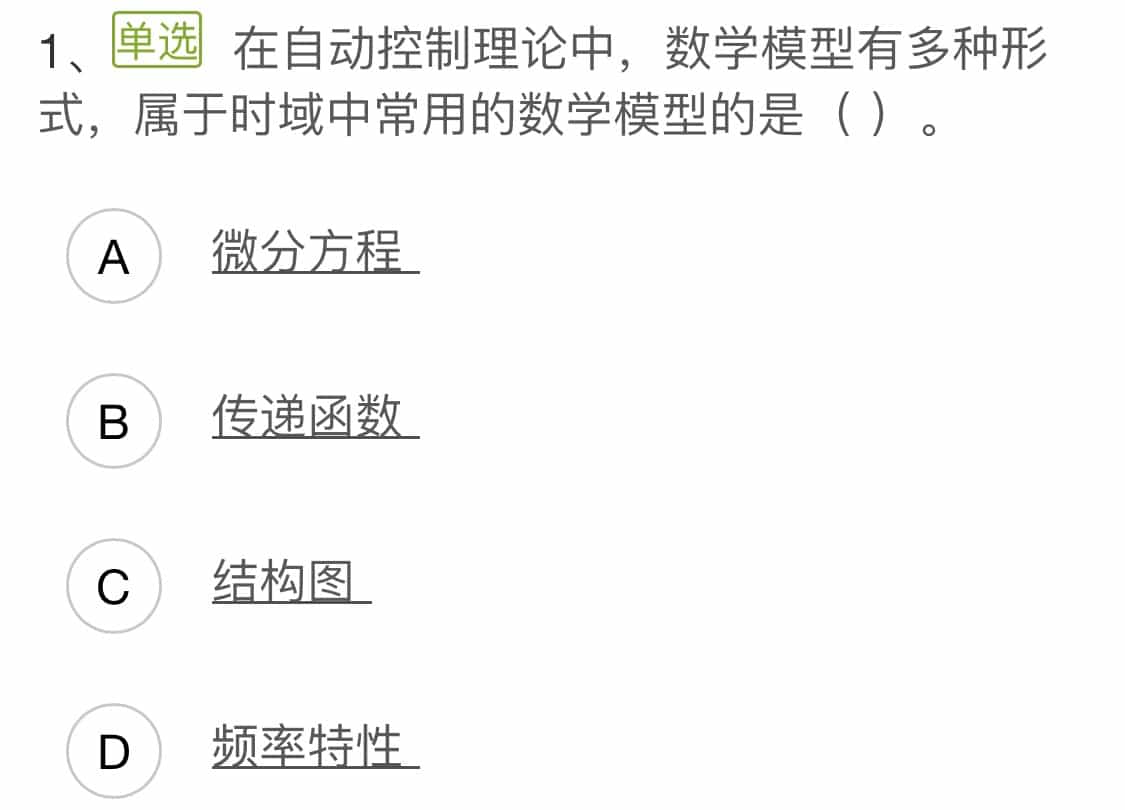 1、单选 在自动控制理论中，数学模型有多种形
式，属于时域中常用的数学模型的是（ ）。
A 微分方程
B 传递函数
C 结构图
D 频率特性